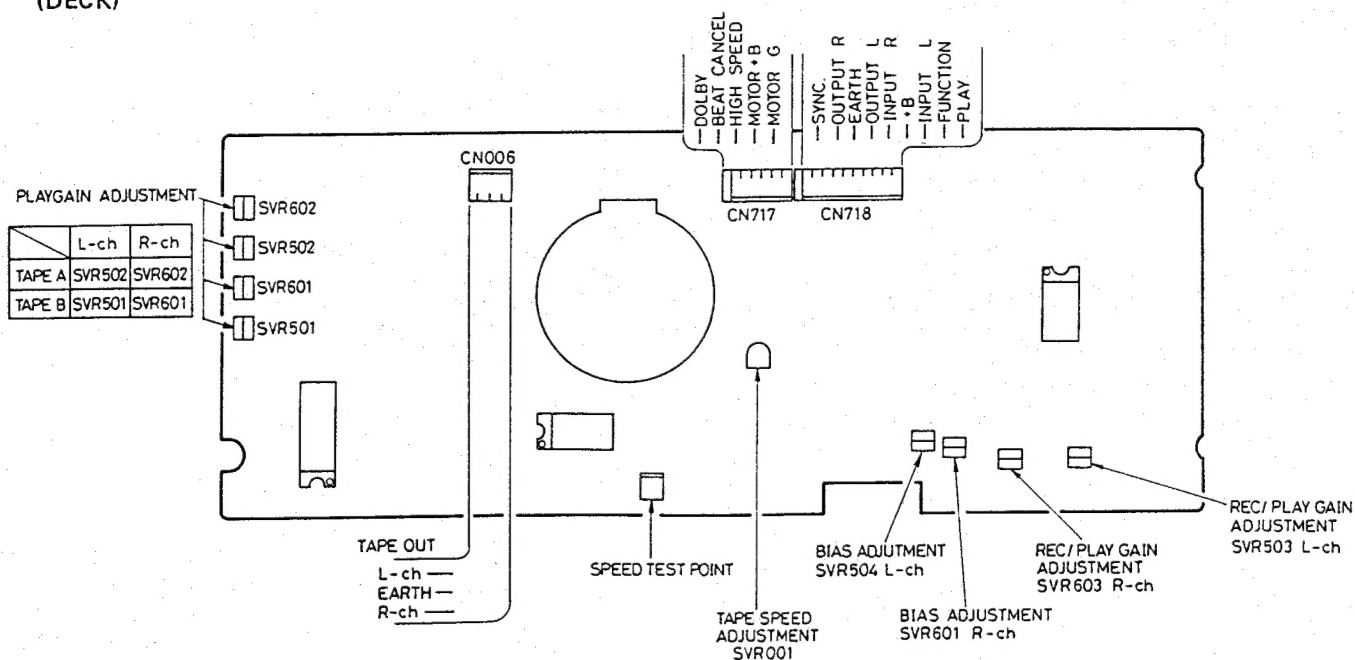 (DECK)
DOLBY
BEAT CANCEL
HIGH SPEED
MOTOR+B
MOTOR G
SYNC.
OUTPUT R
EARTH
OUTPUT L
INPUT R
+B
INPUT L
FUNCTION
PLAY
CN006
CN717
CN718
PLAYGAIN ADJUSTMENT
SVR602
SVR502
SVR601
SVR501
L-ch R-ch
TAPE A SVR502 SVR602
TAPE B SVR501 SVR601
TAPE OUT
L-ch
EARTH
R-ch
SPEED TEST POINT
TAPE SPEED
ADJUSTMENT
SVR001
BIAS ADJUTMENT
SVR504 L-ch
BIAS ADJUSTMENT
SVR601 R-ch
REC/PLAY GAIN
ADJUSTMENT
SVR603 R-ch
REC/PLAY GAIN
ADJUSTMENT
SVR503 L-ch